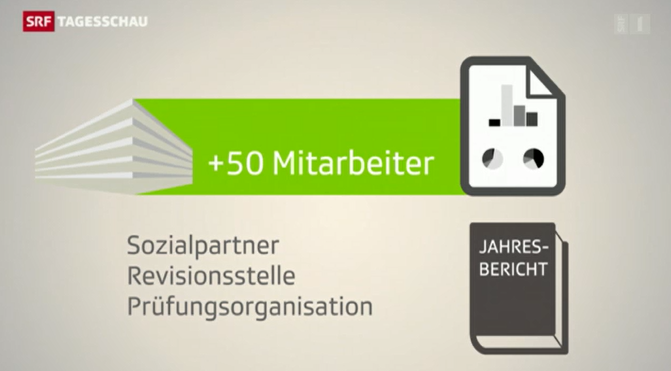 SRF TAGESSCHAU
+50 Mitarbeiter
Sozialpartner
Revisionsstelle
Prüfungsorganisation
JAHRES-
BERICHT